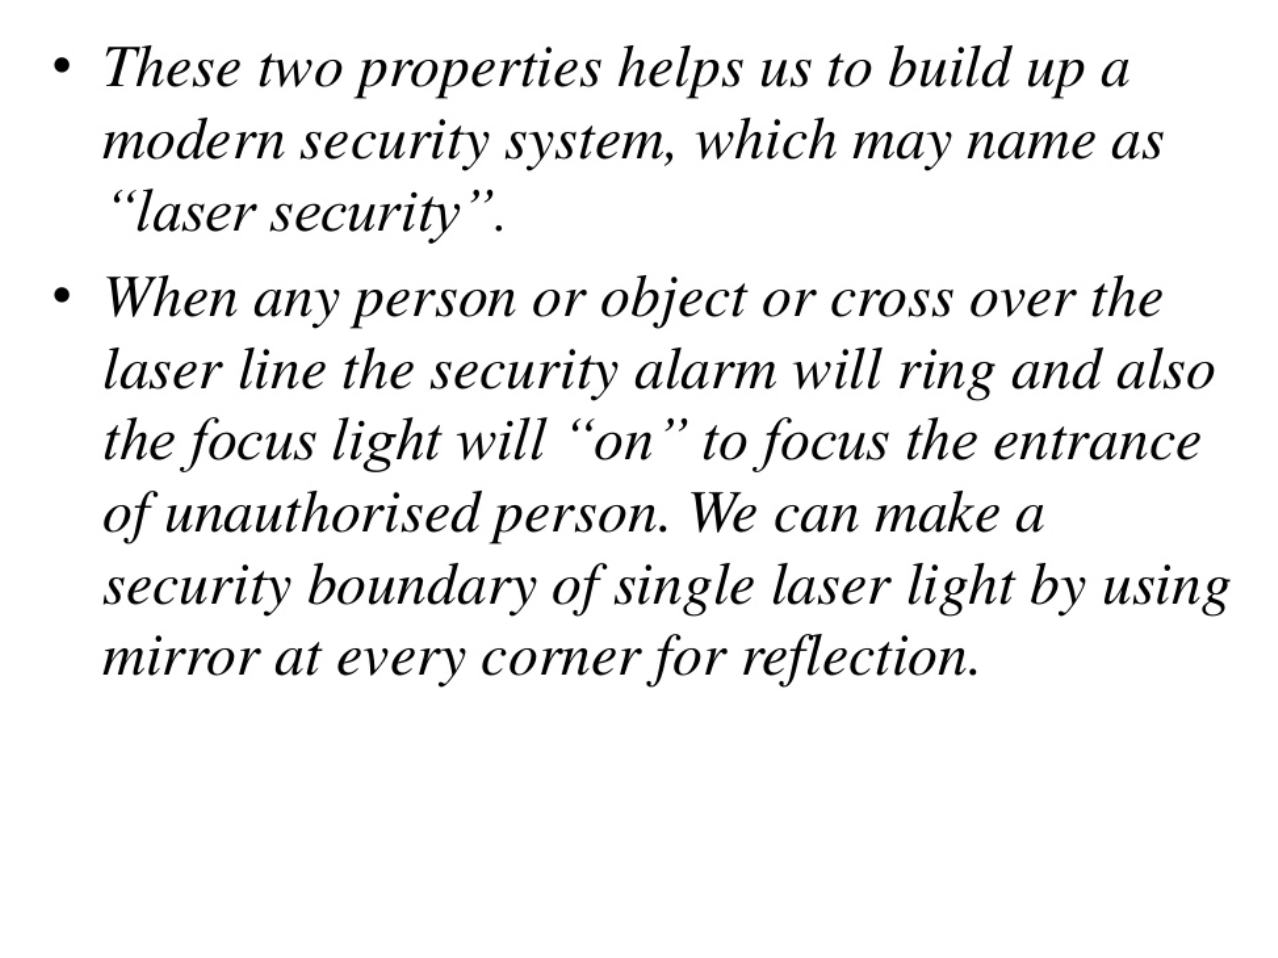 • These two properties helps us to build up a
modern security system, which may name as
“laser security”.
• When any person or object or cross over the
laser line the security alarm will ring and also
the focus light will “on” to focus the entrance
of unauthorised person. We can make a
security boundary of single laser light by using
mirror at every corner for reflection.